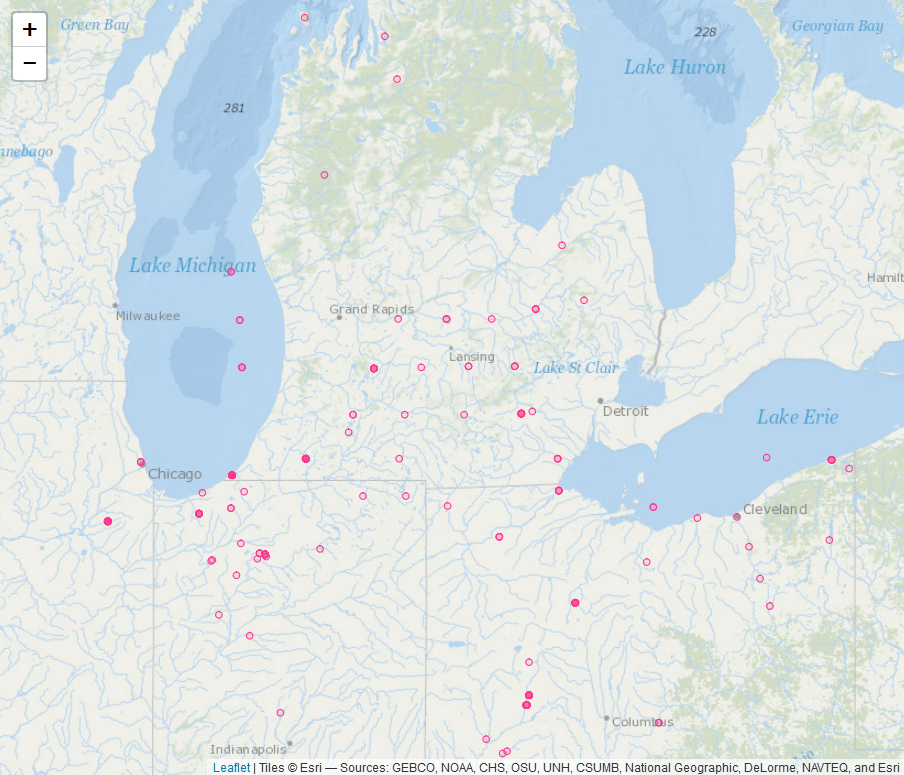 +
−
Green Bay
228
Georgian Bay
Lake Huron
281
nnebago
Lake Michigan
Hamilt
Milwaukee
Grand Rapids
Lansing
Lake St Clair
Detroit
Lake Erie
Chicago
Cleveland
Columbus
Indianapolis
io
Leaflet | Tiles © Esri — Sources: GEBCO, NOAA, CHS, OSU, UNH, CSUMB, National Geographic, DeLorme, NAVTEQ, and Esri